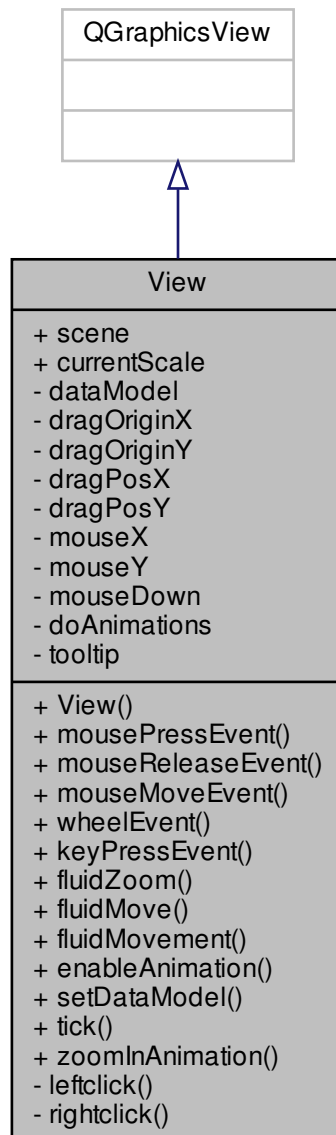 QGraphicsView
View
+ scene
+ currentScale
- dataModel
- dragOriginX
- dragOriginY
- dragPosX
- dragPosY
- mouseX
- mouseY
- mouseDown
- doAnimations
- tooltip
+ View()
+ mousePressEvent()
+ mouseReleaseEvent()
+ mouseMoveEvent()
+ wheelEvent()
+ keyPressEvent()
+ fluidZoom()
+ fluidMove()
+ fluidMovement()
+ enableAnimation()
+ setDataModel()
+ tick()
+ zoomInAnimation()
- leftclick()
- rightclick()